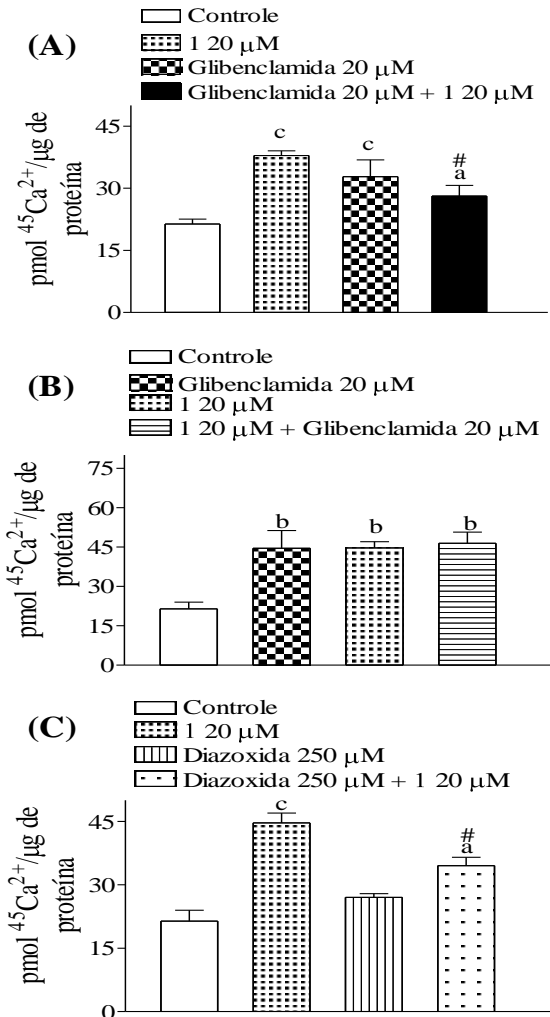 (A)
Controle
1 20 μM
Glibenclamida 20 μM
Glibenclamida 20 μM + 1 20 μM
pmol ⁴⁵Ca²⁺/μg de
proteína
45
30
15
0
c
c
#
a
(B)
Controle
Glibenclamida 20 μM
1 20 μM
1 20 μM + Glibenclamida 20 μM
pmol ⁴⁵Ca²⁺/μg de
proteína
75
60
45
30
15
0
b
b
b
(C)
Controle
1 20 μM
Diazoxida 250 μM
Diazoxida 250 μM + 1 20 μM
pmol ⁴⁵Ca²⁺/μg de
proteína
45
30
15
0
c
#
a